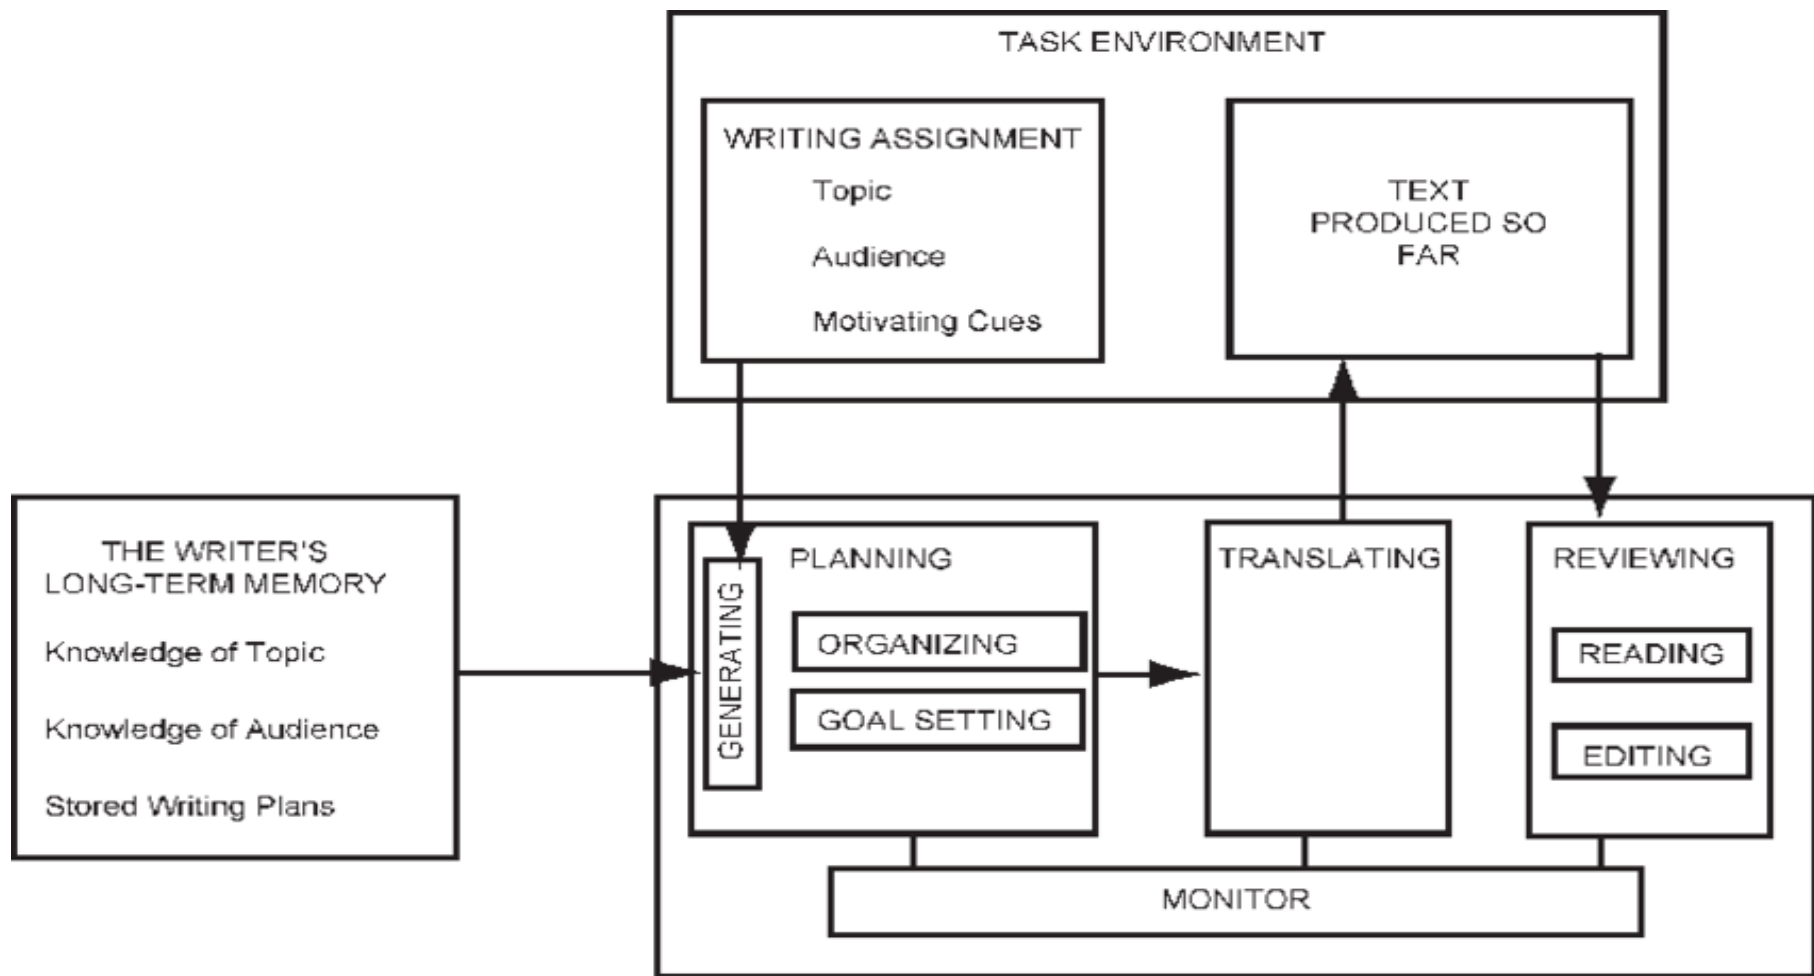 TASK ENVIRONMENT
WRITING ASSIGNMENT
Topic
Audience
Motivating Cues
TEXT
PRODUCED SO
FAR
THE WRITER'S
LONG-TERM MEMORY
Knowledge of Topic
Knowledge of Audience
Stored Writing Plans
PLANNING
GENERATING
ORGANIZING
GOAL SETTING
TRANSLATING
REVIEWING
READING
EDITING
MONITOR